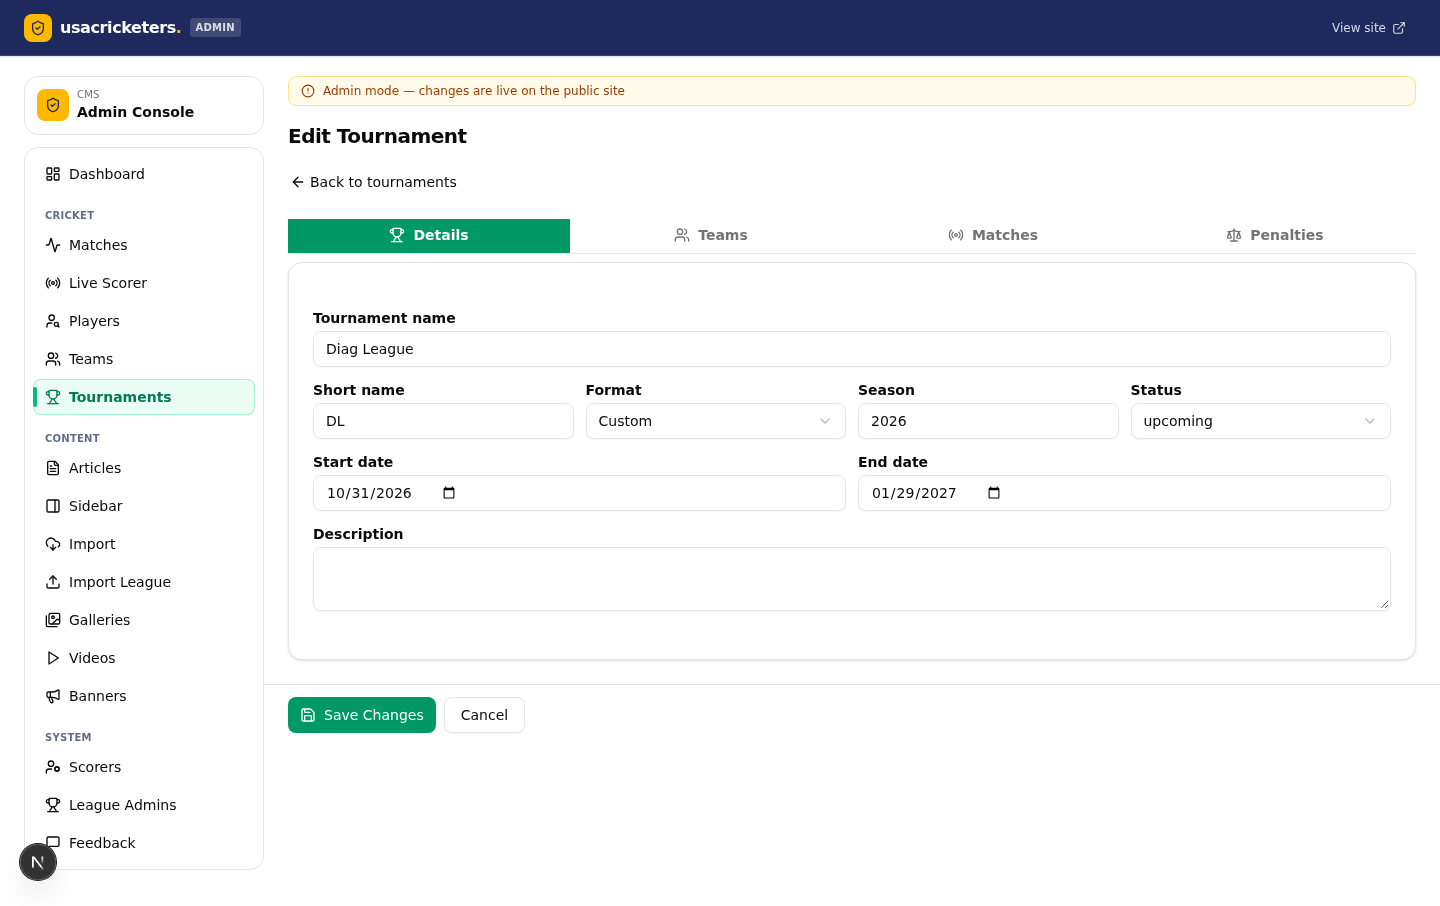 usacricketers. ADMIN
View site
CMS
Admin Console
Dashboard
CRICKET
Matches
Live Scorer
Players
Teams
Tournaments
CONTENT
Articles
Sidebar
Import
Import League
Galleries
Videos
Banners
SYSTEM
Scorers
League Admins
Feedback
N
Admin mode — changes are live on the public site
Edit Tournament
Back to tournaments
Details Teams Matches Penalties
Tournament name
Diag League
Short name Format Season Status
DL Custom 2026 upcoming
Start date End date
10/31/2026 01/29/2027
Description
Save Changes Cancel